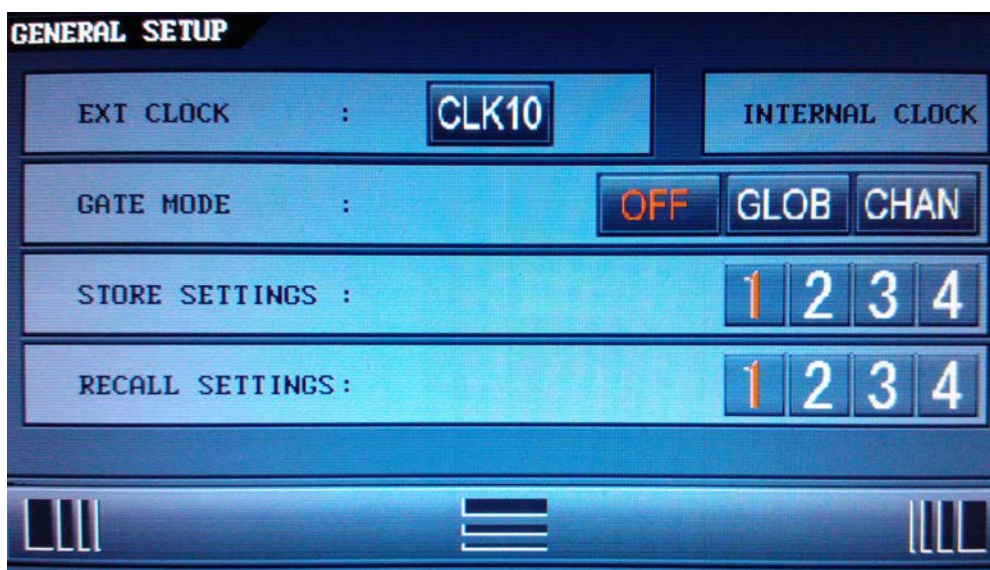 GENERAL SETUP
EXT CLOCK : CLK10 INTERNAL CLOCK
GATE MODE : OFF GLOB CHAN
STORE SETTINGS : 1 2 3 4
RECALL SETTINGS: 1 2 3 4